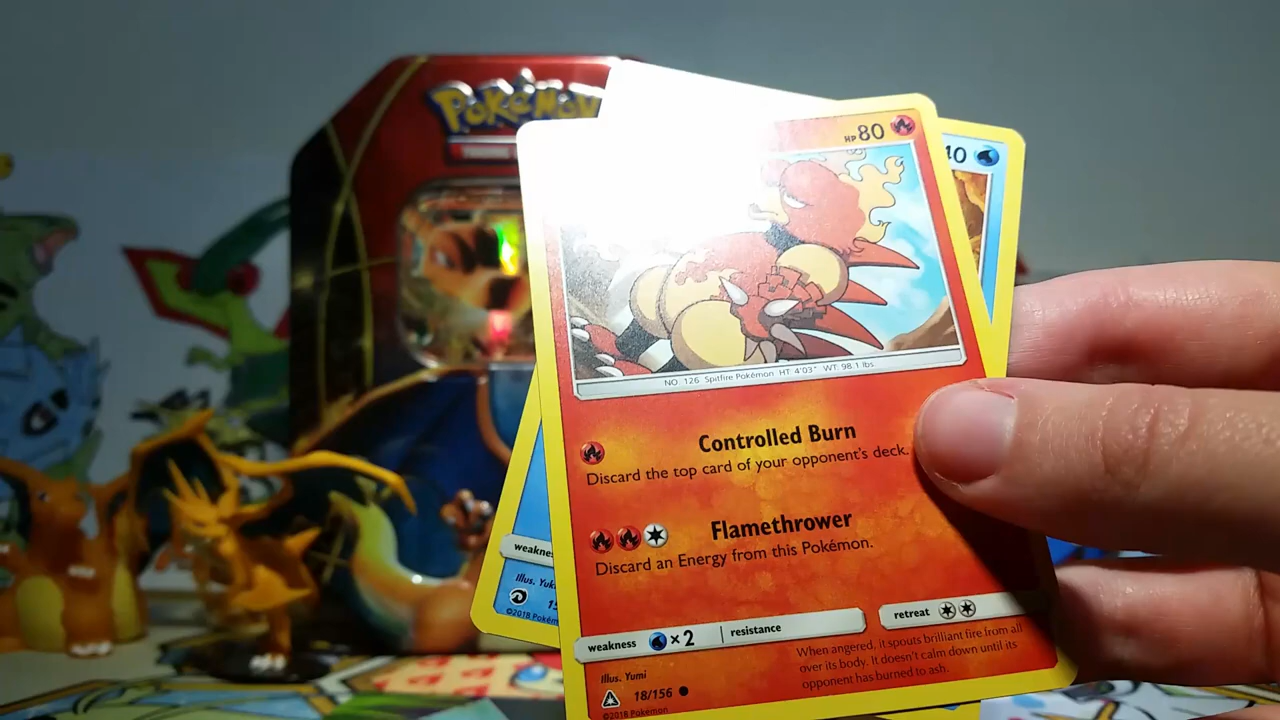 POKéMON
HP 80
40
NO. 126 Spitfire Pokémon HT: 4'03" WT: 98.1 lbs
Controlled Burn
Discard the top card of your opponent's deck.
Flamethrower
Discard an Energy from this Pokémon.
weakness ×2 resistance retreat
When angered, it spouts brilliant fire from all
over its body. It doesn't calm down until its
opponent has burned to ash.
Illus. Yumi
18/156
©2018 Pokémon
Illus.
©2018 Pokém